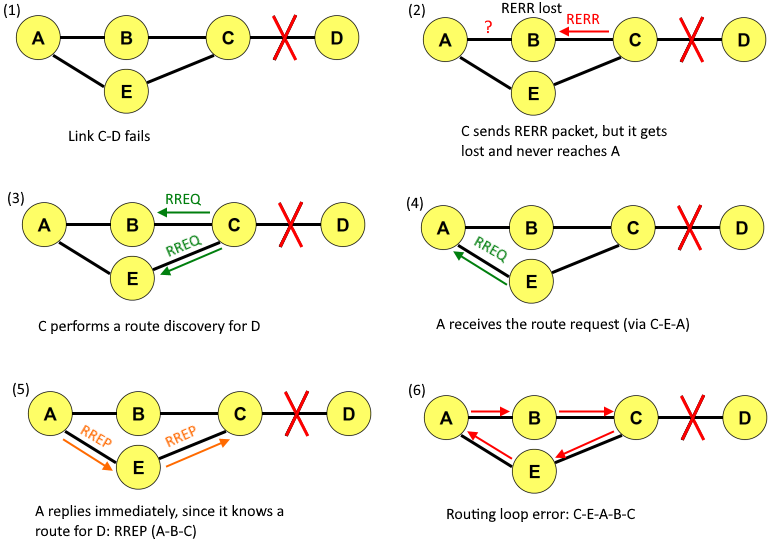 (1)
A
B
C
D
E
Link C-D fails
(2)
RERR lost
?
RERR
A
B
C
D
E
C sends RERR packet, but it gets
lost and never reaches A
(3)
RREQ
A
B
C
D
RREQ
E
C performs a route discovery for D
(4)
A
B
C
D
RREQ
E
A receives the route request (via C-E-A)
(5)
A
B
C
D
RREP
RREP
E
A replies immediately, since it knows a
route for D: RREP (A-B-C)
(6)
A
B
C
D
E
Routing loop error: C-E-A-B-C